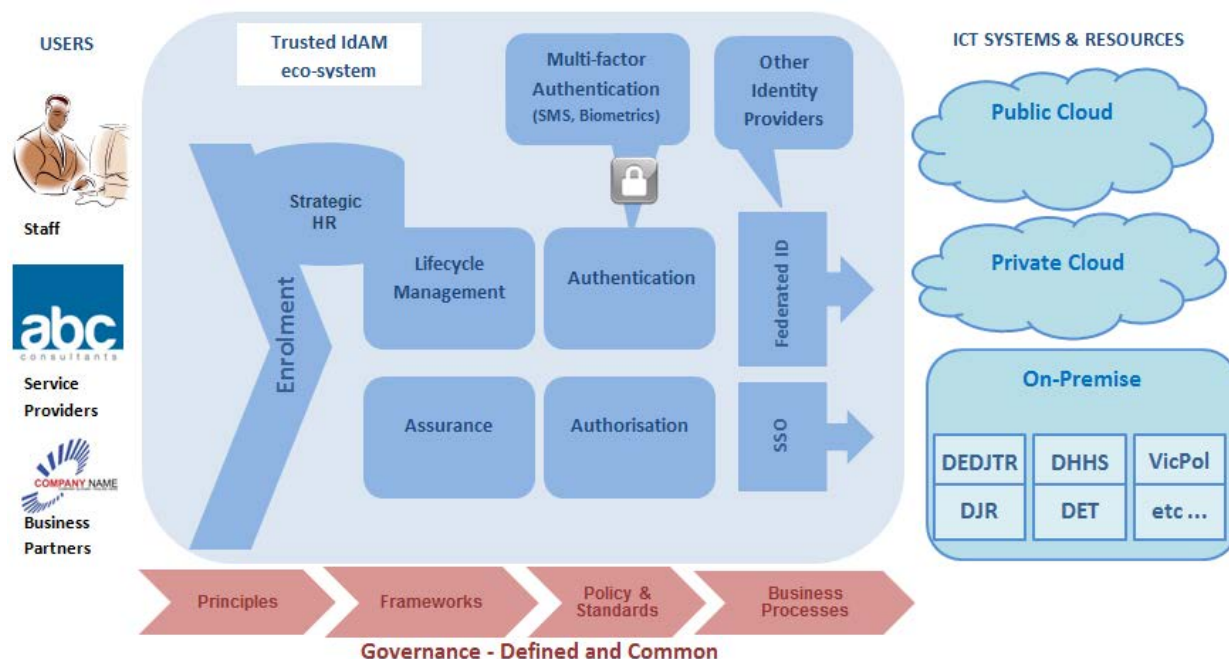 USERS
Staff
abc
consultants
Service
Providers
COMPANY NAME
Business
Partners
Trusted IdAM
eco-system
Multi-factor
Authentication
(SMS, Biometrics)
Other
Identity
Providers
Strategic
HR
Enrolment
Lifecycle
Management
Authentication
Federated ID
Assurance
Authorisation
SSO
ICT SYSTEMS & RESOURCES
Public Cloud
Private Cloud
On-Premise
DEDJTR
DHHS
VicPol
DJR
DET
etc ...
Principles
Frameworks
Policy &
Standards
Business
Processes
Governance - Defined and Common